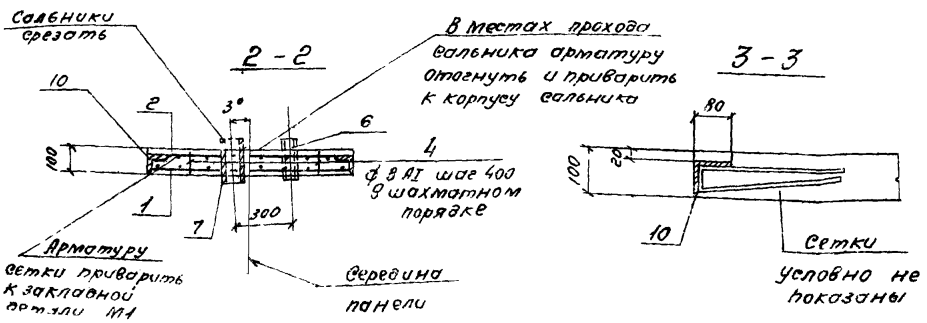 Сальники
срезать
2-2
В местах прохода
сальника арматуру
отогнуть и приварить
к корпусу сальника
3-3
10
2
3°
6
80
100
4
ф 8 АI шаг 400
в шахматном
порядке
20
100
1
7
300
10
Арматуру
сетки приварить
к закладной
детали М1
Середина
панели
Сетки
условно не
показаны